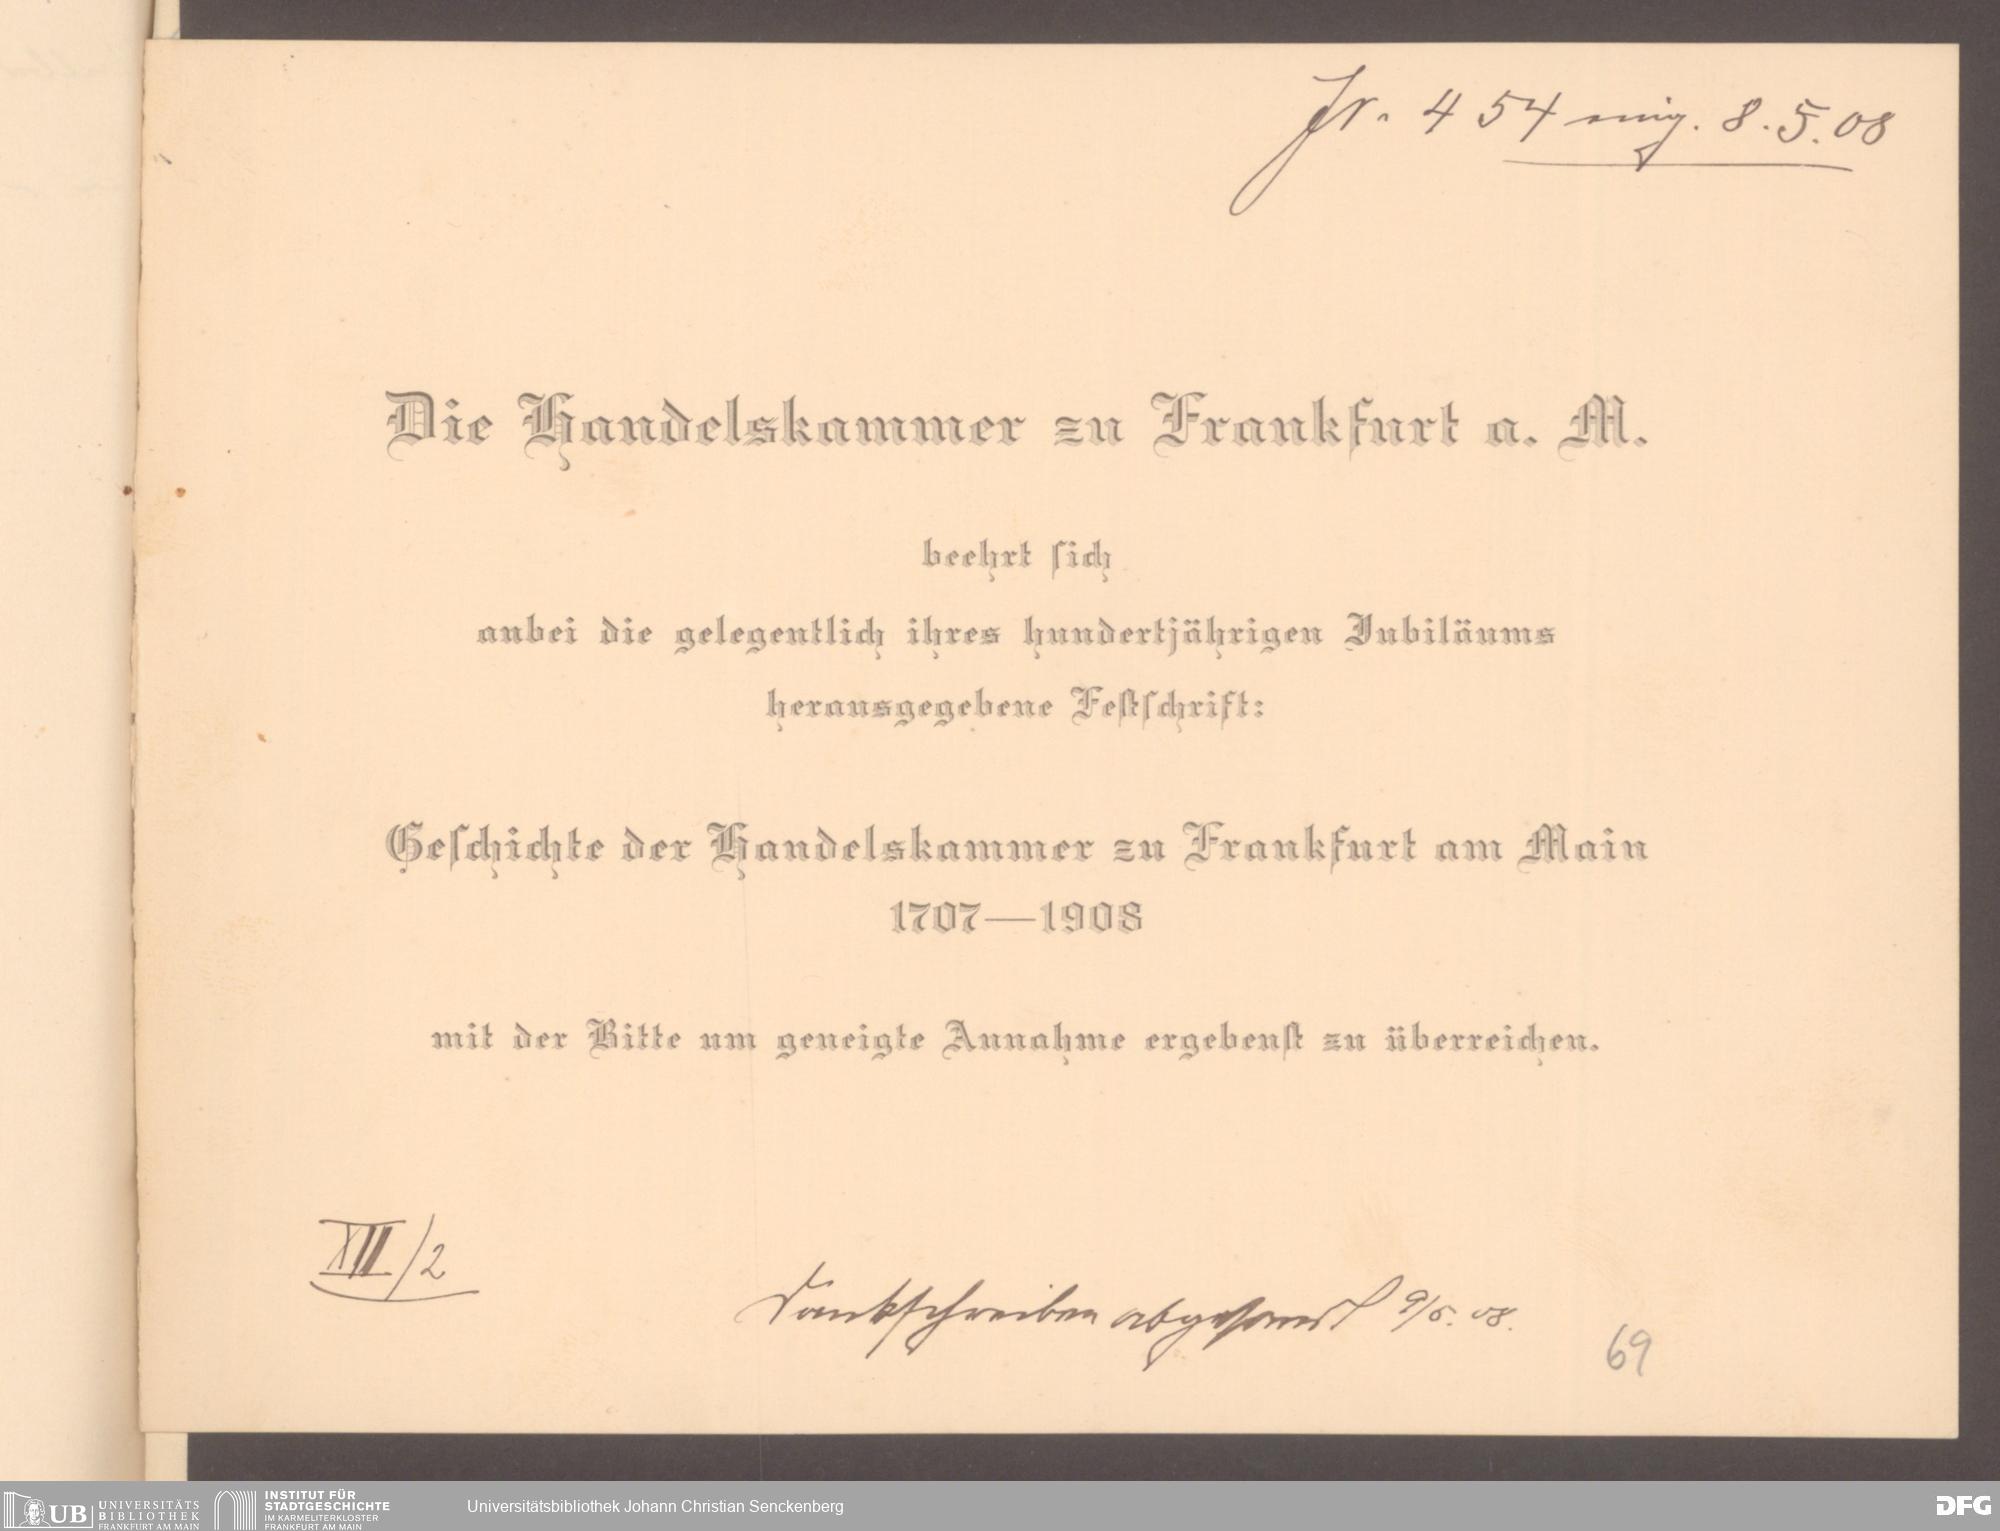 Jr. 454 eing. 8.5.08
Die Handelskammer zu Frankfurt a. M.
beehrt ſich
anbei die gelegentlich ihres hundertjährigen Jubiläums
herausgegebene Feſtſchrift:
Geſchichte der Handelskammer zu Frankfurt am Main
1707—1908
mit der Bitte um geneigte Annahme ergebenſt zu überreichen.
XII/2
Dankschreiben abgesandt 9/5. 08.
69
UB UNIVERSITÄTS
BIBLIOTHEK
FRANKFURT AM MAIN
INSTITUT FÜR
STADTGESCHICHTE
IM KARMELITERKLOSTER
FRANKFURT AM MAIN
Universitätsbibliothek Johann Christian Senckenberg
DFG